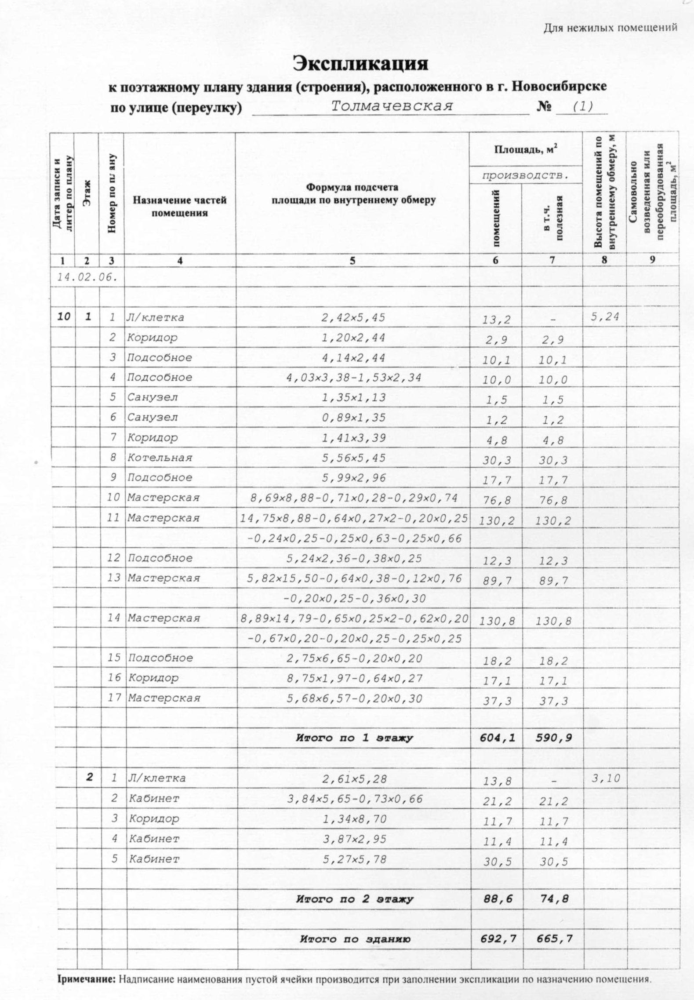 Для нежилых помещений
Экспликация
к поэтажному плану здания (строения), расположенного в г. Новосибирске
по улице (переулку) Толмачевская № (1)
Дата записи и литер по плану
Этаж
Номер по плану
Назначение частей помещения
Формула подсчета площади по внутреннему обмеру
Площадь, м²
производств.
помещений
в т.ч. полезная
Высота помещений по внутреннему обмеру, м
Самовольно возведенная или переоборудованная площадь, м²
1 2 3 4 5 6 7 8 9
14.02.06.
10 1 1 Л/клетка 2,42×5,45 13,2 – 5,24
2 Коридор 1,20×2,44 2,9 2,9
3 Подсобное 4,14×2,44 10,1 10,1
4 Подсобное 4,03×3,38-1,53×2,34 10,0 10,0
5 Санузел 1,35×1,13 1,5 1,5
6 Санузел 0,89×1,35 1,2 1,2
7 Коридор 1,41×3,39 4,8 4,8
8 Котельная 5,56×5,45 30,3 30,3
9 Подсобное 5,99×2,96 17,7 17,7
10 Мастерская 8,69×8,88-0,71×0,28-0,29×0,74 76,8 76,8
11 Мастерская 14,75×8,88-0,64×0,27×2-0,20×0,25 130,2 130,2
-0,24×0,25-0,25×0,63-0,25×0,66
12 Подсобное 5,24×2,36-0,38×0,25 12,3 12,3
13 Мастерская 5,82×15,50-0,64×0,38-0,12×0,76 89,7 89,7
-0,20×0,25-0,36×0,30
14 Мастерская 8,89×14,79-0,65×0,25×2-0,62×0,20 130,8 130,8
-0,67×0,20-0,20×0,25-0,25×0,25
15 Подсобное 2,75×6,65-0,20×0,20 18,2 18,2
16 Коридор 8,75×1,97-0,64×0,27 17,1 17,1
17 Мастерская 5,68×6,57-0,20×0,30 37,3 37,3
Итого по 1 этажу 604,1 590,9
2 1 Л/клетка 2,61×5,28 13,8 – 3,10
2 Кабинет 3,84×5,65-0,73×0,66 21,2 21,2
3 Коридор 1,34×8,70 11,7 11,7
4 Кабинет 3,87×2,95 11,4 11,4
5 Кабинет 5,27×5,78 30,5 30,5
Итого по 2 этажу 88,6 74,8
Итого по зданию 692,7 665,7
Примечание: Надписание наименования пустой ячейки производится при заполнении экспликации по назначению помещения.